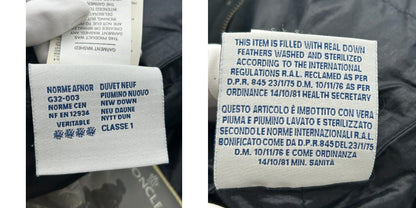 GARMENT WASHED
NORME AFNOR
G32-003
NORME CEN
NF EN 12934
VERITABLE
DUVET NEUF
PIUMINO NUOVO
NEW DOWN
NEU DAUNE
NYTT DUN
CLASSE 1
MONCLER
THIS ITEM IS FILLED WITH REAL DOWN
FEATHERS WASHED AND STERILIZED
ACCORDING TO INTERNATIONAL
REGULATIONS R.A.L. RECLAMED AS PER
D.P.R. 845 23/1/75 D.M. 10/11/76 AS PER
ORDINANCE 14/10/81 HEALTH SECRETARY
QUESTO ARTICOLO È IMBOTTITO CON VERA
PIUMA E PIUMINO LAVATO E STERILIZZATO
SECONDO LE NORME INTERNAZIONALI R.A.L.
BONIFICATO COME DA D.P.R. 845 DEL 23/1/75
D.M. 10/11/76 E COME ORDINANZA
14/10/81 MIN. SANITÀ